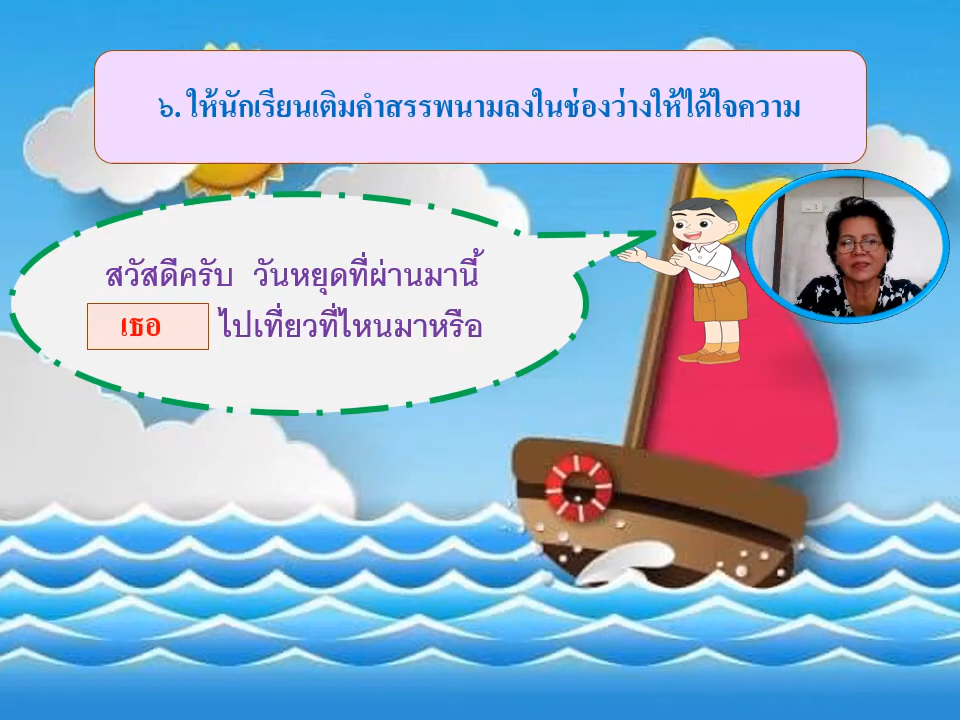 ๖. ให้นักเรียนเติมคำสรรพนามลงในช่องว่างให้ได้ใจความ
สวัสดีครับ วันหยุดที่ผ่านมานี้
เธอ ไปเที่ยวที่ไหนมาหรือ